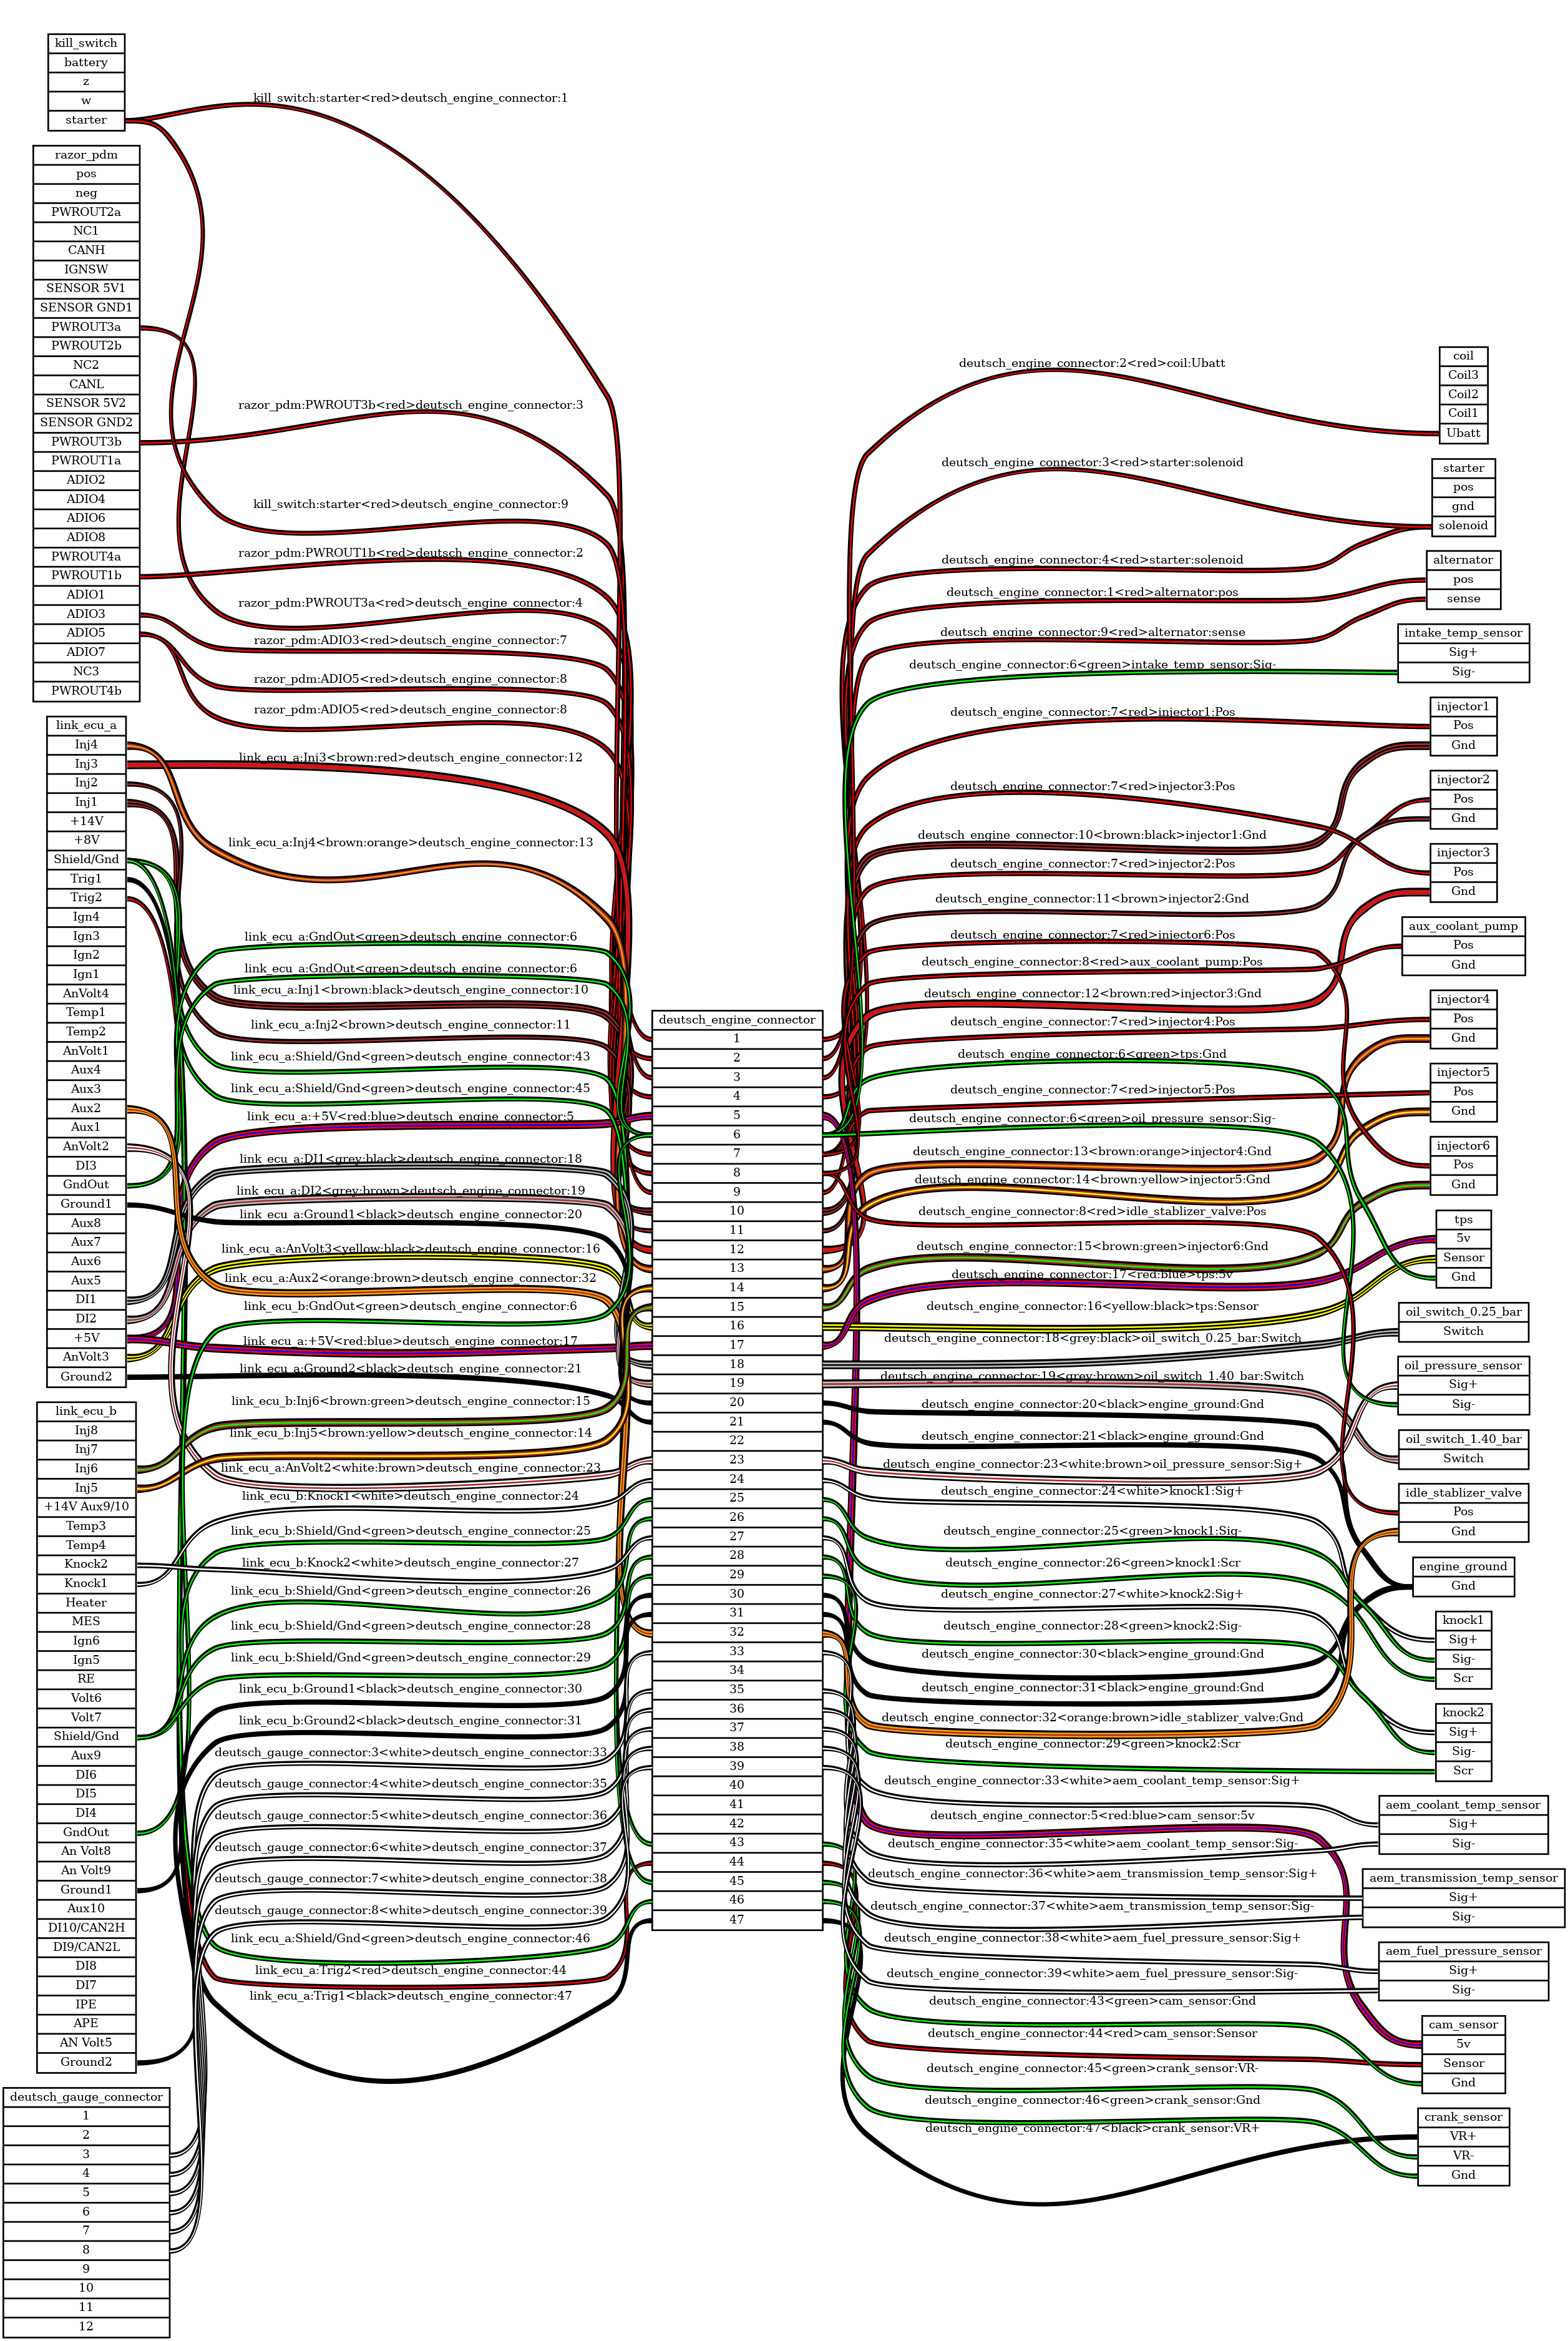 kill_switch
battery
z
w
starter
razor_pdm
pos
neg
PWROUT2a
NC1
CANH
IGNSW
SENSOR 5V1
SENSOR GND1
PWROUT3a
PWROUT2b
NC2
CANL
SENSOR 5V2
SENSOR GND2
PWROUT3b
PWROUT1a
ADIO2
ADIO4
ADIO6
ADIO8
PWROUT4a
PWROUT1b
ADIO1
ADIO3
ADIO5
ADIO7
NC3
PWROUT4b
link_ecu_a
Inj4
Inj3
Inj2
Inj1
+14V
+8V
Shield/Gnd
Trig1
Trig2
Ign4
Ign3
Ign2
Ign1
AnVolt4
Temp1
Temp2
AnVolt1
Aux4
Aux3
Aux2
Aux1
AnVolt2
DI3
GndOut
Ground1
Aux8
Aux7
Aux6
Aux5
DI1
DI2
+5V
AnVolt3
Ground2
link_ecu_b
Inj8
Inj7
Inj6
Inj5
+14V Aux9/10
Temp3
Temp4
Knock2
Knock1
Heater
MES
Ign6
Ign5
RE
Volt6
Volt7
Shield/Gnd
Aux9
DI6
DI5
DI4
GndOut
An Volt8
An Volt9
Ground1
Aux10
DI10/CAN2H
DI9/CAN2L
DI8
DI7
IPE
APE
AN Volt5
Ground2
deutsch_gauge_connector
1
2
3
4
5
6
7
8
9
10
11
12
kill_switch:starter<red>deutsch_engine_connector:1
razor_pdm:PWROUT3b<red>deutsch_engine_connector:3
kill_switch:starter<red>deutsch_engine_connector:9
razor_pdm:PWROUT1b<red>deutsch_engine_connector:2
razor_pdm:PWROUT3a<red>deutsch_engine_connector:4
razor_pdm:ADIO3<red>deutsch_engine_connector:7
razor_pdm:ADIO5<red>deutsch_engine_connector:8
razor_pdm:ADIO5<red>deutsch_engine_connector:8
link_ecu_a:Inj3<brown:red>deutsch_engine_connector:12
link_ecu_a:Inj4<brown:orange>deutsch_engine_connector:13
link_ecu_a:GndOut<green>deutsch_engine_connector:6
link_ecu_a:GndOut<green>deutsch_engine_connector:6
link_ecu_a:Inj1<brown:black>deutsch_engine_connector:10
link_ecu_a:Inj2<brown>deutsch_engine_connector:11
link_ecu_a:Shield/Gnd<green>deutsch_engine_connector:43
link_ecu_a:Shield/Gnd<green>deutsch_engine_connector:45
link_ecu_a:+5V<red:blue>deutsch_engine_connector:5
link_ecu_a:DI1<grey:black>deutsch_engine_connector:18
link_ecu_a:DI2<grey:brown>deutsch_engine_connector:19
link_ecu_a:Ground1<black>deutsch_engine_connector:20
link_ecu_a:AnVolt3<yellow:black>deutsch_engine_connector:16
link_ecu_a:Aux2<orange:brown>deutsch_engine_connector:32
link_ecu_b:GndOut<green>deutsch_engine_connector:6
link_ecu_a:+5V<red:blue>deutsch_engine_connector:17
link_ecu_a:Ground2<black>deutsch_engine_connector:21
link_ecu_b:Inj6<brown:green>deutsch_engine_connector:15
link_ecu_b:Inj5<brown:yellow>deutsch_engine_connector:14
link_ecu_a:AnVolt2<white:brown>deutsch_engine_connector:23
link_ecu_b:Knock1<white>deutsch_engine_connector:24
link_ecu_b:Shield/Gnd<green>deutsch_engine_connector:25
link_ecu_b:Knock2<white>deutsch_engine_connector:27
link_ecu_b:Shield/Gnd<green>deutsch_engine_connector:26
link_ecu_b:Shield/Gnd<green>deutsch_engine_connector:28
link_ecu_b:Shield/Gnd<green>deutsch_engine_connector:29
link_ecu_b:Ground1<black>deutsch_engine_connector:30
link_ecu_b:Ground2<black>deutsch_engine_connector:31
deutsch_gauge_connector:3<white>deutsch_engine_connector:33
deutsch_gauge_connector:4<white>deutsch_engine_connector:35
deutsch_gauge_connector:5<white>deutsch_engine_connector:36
deutsch_gauge_connector:6<white>deutsch_engine_connector:37
deutsch_gauge_connector:7<white>deutsch_engine_connector:38
deutsch_gauge_connector:8<white>deutsch_engine_connector:39
link_ecu_a:Shield/Gnd<green>deutsch_engine_connector:46
link_ecu_a:Trig2<red>deutsch_engine_connector:44
link_ecu_a:Trig1<black>deutsch_engine_connector:47
deutsch_engine_connector
1
2
3
4
5
6
7
8
9
10
11
12
13
14
15
16
17
18
19
20
21
22
23
24
25
26
27
28
29
30
31
32
33
34
35
36
37
38
39
40
41
42
43
44
45
46
47
deutsch_engine_connector:2<red>coil:Ubatt
deutsch_engine_connector:3<red>starter:solenoid
deutsch_engine_connector:4<red>starter:solenoid
deutsch_engine_connector:1<red>alternator:pos
deutsch_engine_connector:9<red>alternator:sense
deutsch_engine_connector:6<green>intake_temp_sensor:Sig-
deutsch_engine_connector:7<red>injector1:Pos
deutsch_engine_connector:7<red>injector3:Pos
deutsch_engine_connector:10<brown:black>injector1:Gnd
deutsch_engine_connector:7<red>injector2:Pos
deutsch_engine_connector:11<brown>injector2:Gnd
deutsch_engine_connector:7<red>injector6:Pos
deutsch_engine_connector:8<red>aux_coolant_pump:Pos
deutsch_engine_connector:12<brown:red>injector3:Gnd
deutsch_engine_connector:7<red>injector4:Pos
deutsch_engine_connector:6<green>tps:Gnd
deutsch_engine_connector:7<red>injector5:Pos
deutsch_engine_connector:6<green>oil_pressure_sensor:Sig-
deutsch_engine_connector:13<brown:orange>injector4:Gnd
deutsch_engine_connector:14<brown:yellow>injector5:Gnd
deutsch_engine_connector:8<red>idle_stablizer_valve:Pos
deutsch_engine_connector:15<brown:green>injector6:Gnd
deutsch_engine_connector:17<red:blue>tps:5v
deutsch_engine_connector:16<yellow:black>tps:Sensor
deutsch_engine_connector:18<grey:black>oil_switch_0.25_bar:Switch
deutsch_engine_connector:19<grey:brown>oil_switch_1.40_bar:Switch
deutsch_engine_connector:20<black>engine_ground:Gnd
deutsch_engine_connector:21<black>engine_ground:Gnd
deutsch_engine_connector:23<white:brown>oil_pressure_sensor:Sig+
deutsch_engine_connector:24<white>knock1:Sig+
deutsch_engine_connector:25<green>knock1:Sig-
deutsch_engine_connector:26<green>knock1:Scr
deutsch_engine_connector:27<white>knock2:Sig+
deutsch_engine_connector:28<green>knock2:Sig-
deutsch_engine_connector:30<black>engine_ground:Gnd
deutsch_engine_connector:31<black>engine_ground:Gnd
deutsch_engine_connector:32<orange:brown>idle_stablizer_valve:Gnd
deutsch_engine_connector:29<green>knock2:Scr
deutsch_engine_connector:33<white>aem_coolant_temp_sensor:Sig+
deutsch_engine_connector:5<red:blue>cam_sensor:5v
deutsch_engine_connector:35<white>aem_coolant_temp_sensor:Sig-
deutsch_engine_connector:36<white>aem_transmission_temp_sensor:Sig+
deutsch_engine_connector:37<white>aem_transmission_temp_sensor:Sig-
deutsch_engine_connector:38<white>aem_fuel_pressure_sensor:Sig+
deutsch_engine_connector:39<white>aem_fuel_pressure_sensor:Sig-
deutsch_engine_connector:43<green>cam_sensor:Gnd
deutsch_engine_connector:44<red>cam_sensor:Sensor
deutsch_engine_connector:45<green>crank_sensor:VR-
deutsch_engine_connector:46<green>crank_sensor:Gnd
deutsch_engine_connector:47<black>crank_sensor:VR+
coil
Coil3
Coil2
Coil1
Ubatt
starter
pos
gnd
solenoid
alternator
pos
sense
intake_temp_sensor
Sig+
Sig-
injector1
Pos
Gnd
injector2
Pos
Gnd
injector3
Pos
Gnd
aux_coolant_pump
Pos
Gnd
injector4
Pos
Gnd
injector5
Pos
Gnd
injector6
Pos
Gnd
tps
5v
Sensor
Gnd
oil_switch_0.25_bar
Switch
oil_pressure_sensor
Sig+
Sig-
oil_switch_1.40_bar
Switch
idle_stablizer_valve
Pos
Gnd
engine_ground
Gnd
knock1
Sig+
Sig-
Scr
knock2
Sig+
Sig-
Scr
aem_coolant_temp_sensor
Sig+
Sig-
aem_transmission_temp_sensor
Sig+
Sig-
aem_fuel_pressure_sensor
Sig+
Sig-
cam_sensor
5v
Sensor
Gnd
crank_sensor
VR+
VR-
Gnd